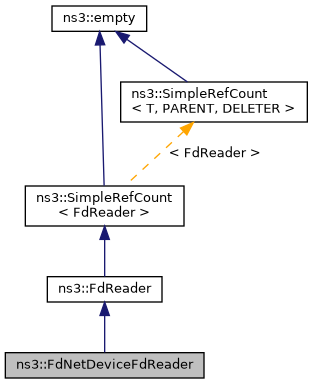 ns3::empty
ns3::SimpleRefCount
< T, PARENT, DELETER >
< FdReader >
ns3::SimpleRefCount
< FdReader >
ns3::FdReader
ns3::FdNetDeviceFdReader